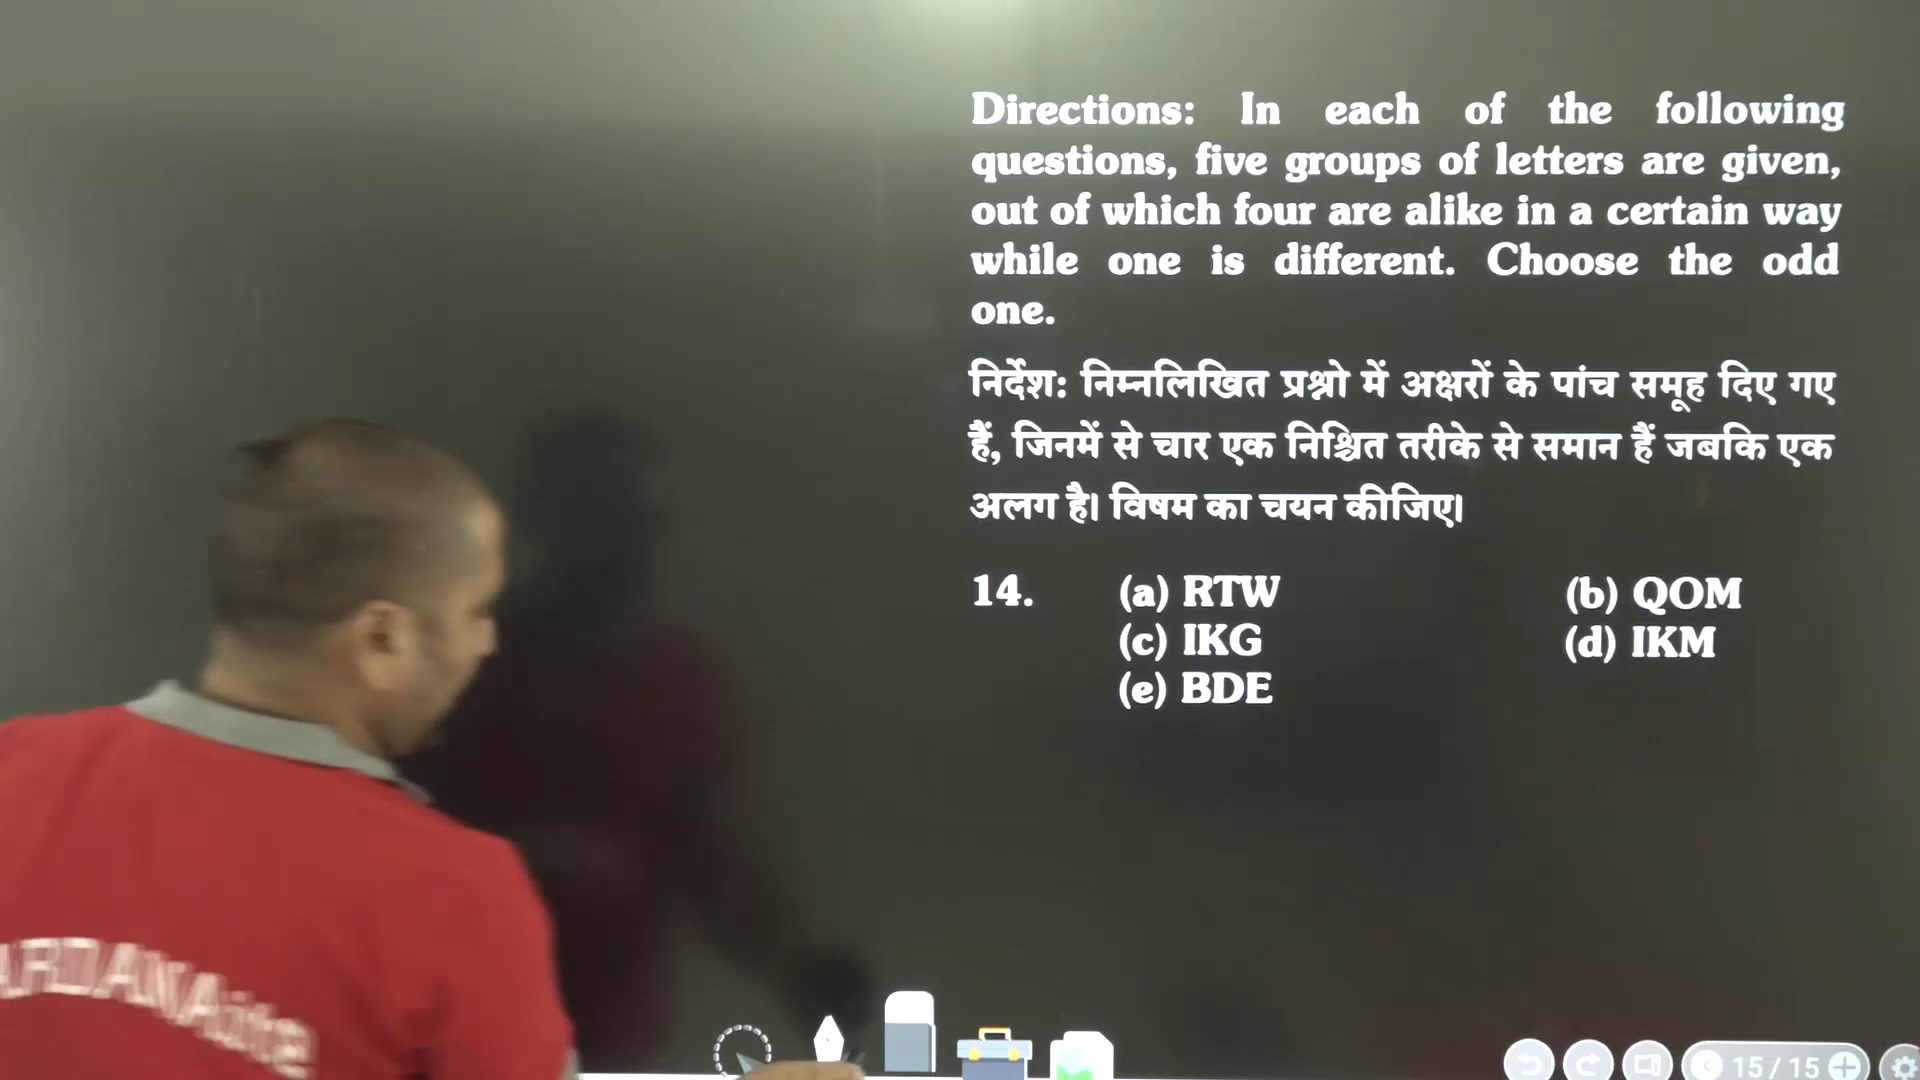 Directions: In each of the following
questions, five groups of letters are given,
out of which four are alike in a certain way
while one is different. Choose the odd
one.
निर्देश: निम्नलिखित प्रश्नो में अक्षरों के पांच समूह दिए गए
हैं, जिनमें से चार एक निश्चित तरीके से समान हैं जबकि एक
अलग है। विषम का चयन कीजिए।
14. (a) RTW (b) QOM
(c) IKG (d) IKM
(e) BDE
15/15